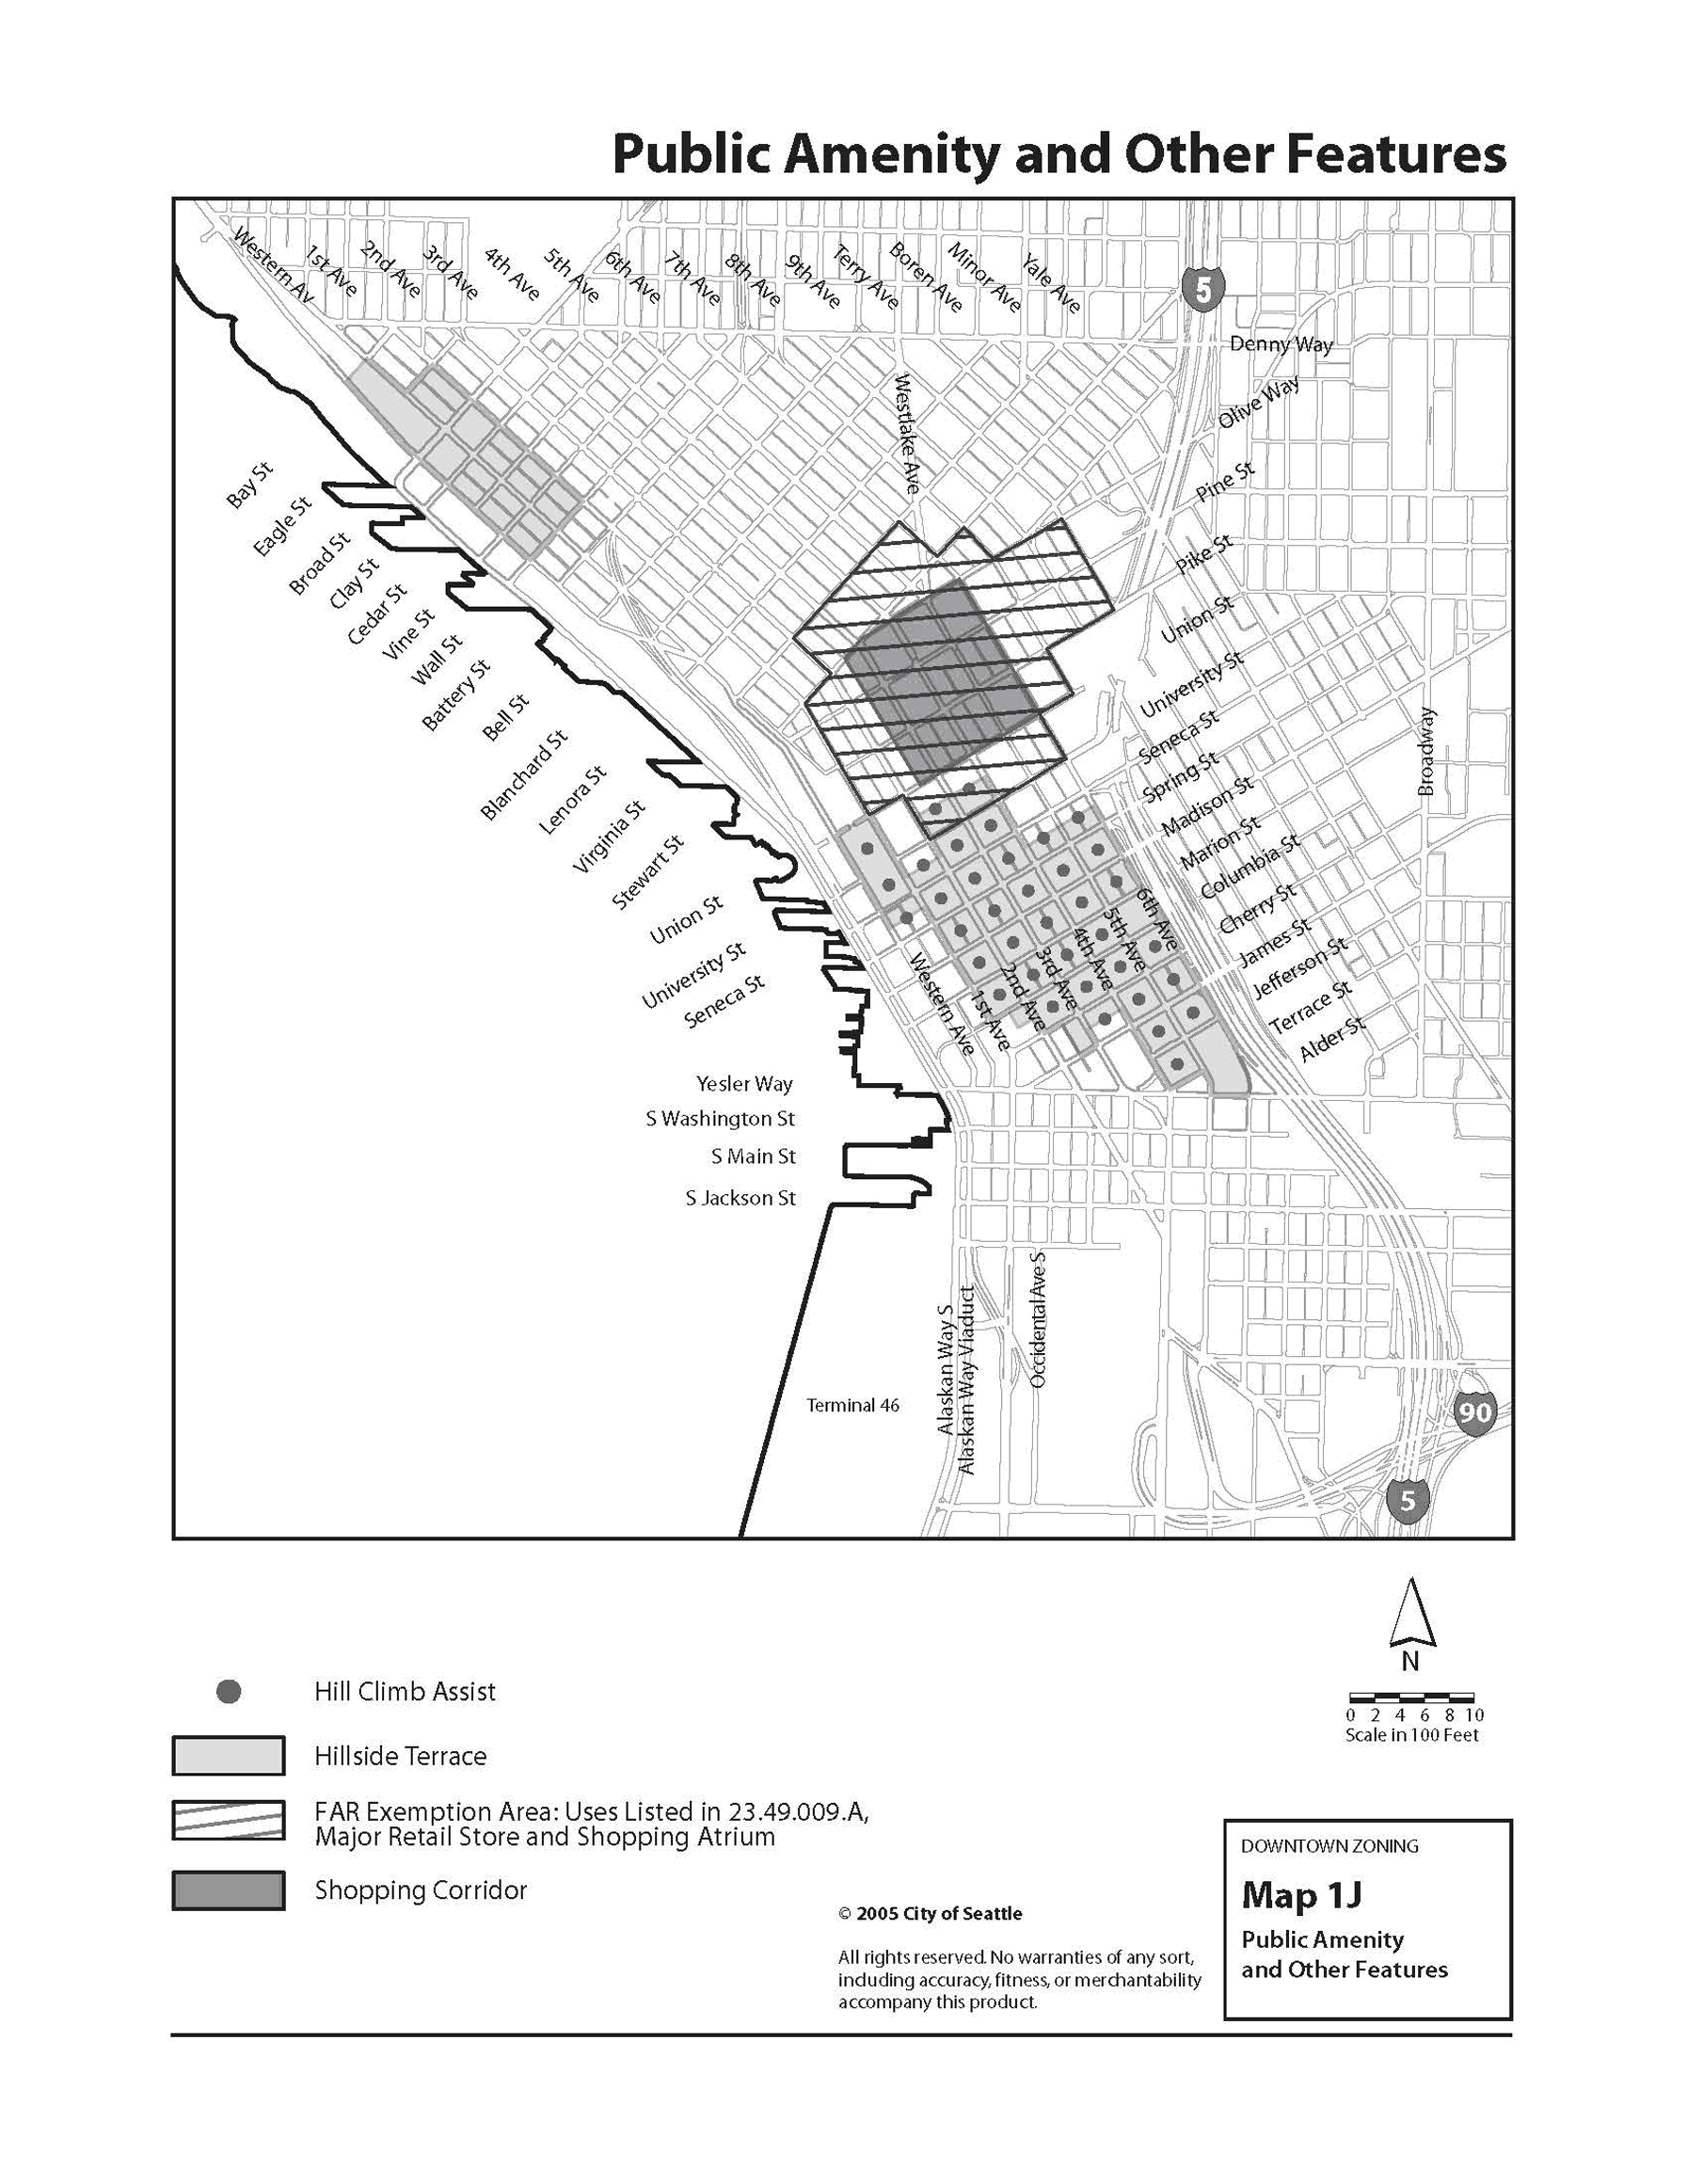 Public Amenity and Other Features
Western Av
1st Ave
2nd Ave
3rd Ave
4th Ave
5th Ave
6th Ave
7th Ave
8th Ave
9th Ave
Terry Ave
Boren Ave
Minor Ave
Yale Ave
5
Denny Way
Olive Way
Westlake Ave
Pine St
Pike St
Union St
University St
Seneca St
Spring St
Madison St
Marion St
Columbia St
Cherry St
James St
Jefferson St
Terrace St
Alder St
Broadway
Bay St
Eagle St
Broad St
Clay St
Cedar St
Vine St
Wall St
Battery St
Bell St
Blanchard St
Lenora St
Virginia St
Stewart St
Union St
University St
Seneca St
Yesler Way
S Washington St
S Main St
S Jackson St
Western Ave
1st Ave
2nd Ave
3rd Ave
4th Ave
5th Ave
6th Ave
Terminal 46
Alaskan Way S
Alaskan Way Viaduct
Occidental Ave S
90
5
N
0 2 4 6 8 10
Scale in 100 Feet
Hill Climb Assist
Hillside Terrace
FAR Exemption Area: Uses Listed in 23.49.009.A,
Major Retail Store and Shopping Atrium
Shopping Corridor
© 2005 City of Seattle
All rights reserved. No warranties of any sort,
including accuracy, fitness, or merchantability
accompany this product.
DOWNTOWN ZONING
Map 1J
Public Amenity
and Other Features